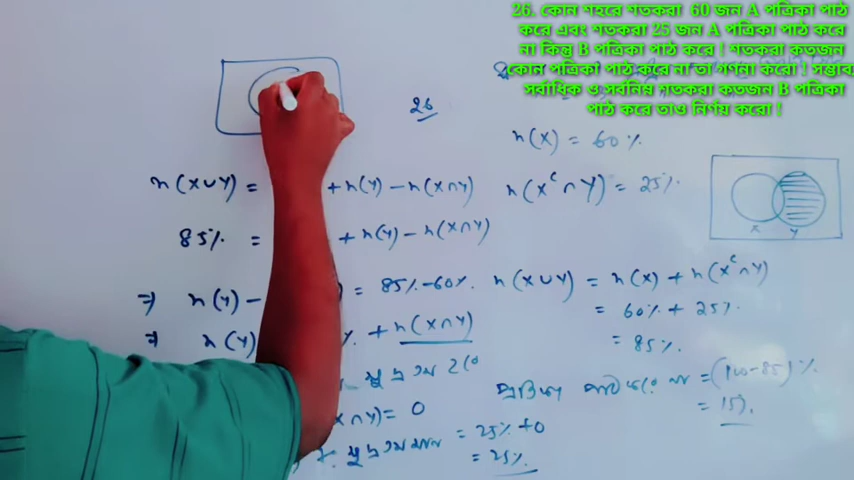 26. কোন শহরে শতকরা 60 জন A পত্রিকা পাঠ
করে এবং শতকরা 25 জন A পত্রিকা পাঠ করে
না কিন্তু B পত্রিকা পাঠ করে ! শতকরা কতজন
কোন পত্রিকা পাঠ করে না তা গণনা করো ! সম্ভাব্য
সর্বাধিক ও সর্বনিম্ন শতকরা কতজন B পত্রিকা
পাঠ করে তাও নির্ণয় করো !
26
n(X) = 60%
n(X∪Y) = + n(Y) - n(X∩Y)
n(Xᶜ∩Y) = 25%
X Y
85% = + n(Y) - n(X∩Y)
⇒ n(Y) - = 85% - 60%
n(X∪Y) = n(X) + n(Xᶜ∩Y)
= 60% + 25%
= 85%
⇒ n(Y) % + n(X∩Y)
= (100-85)%
= 15%
X∩Y) = 0
= 25% + 0
= 25%